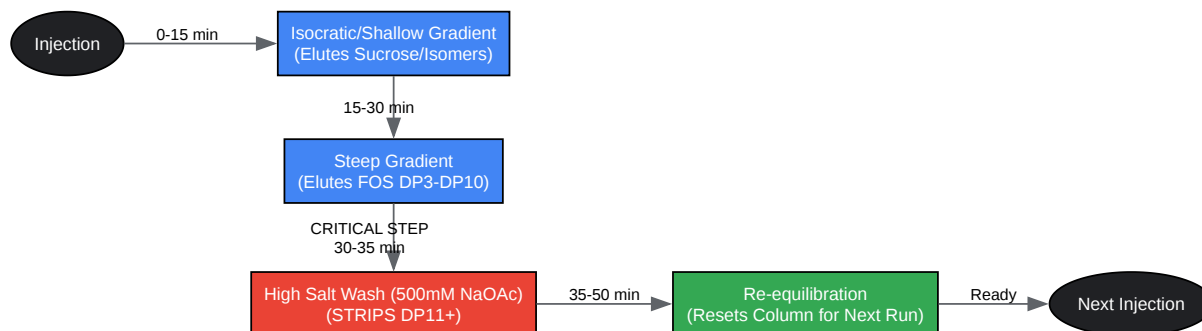 Injection
0-15 min
Isocratic/Shallow Gradient
(Elutes Sucrose/Isomers)
15-30 min
Steep Gradient
(Elutes FOS DP3-DP10)
CRITICAL STEP
30-35 min
High Salt Wash (500mM NaOAc)
(STRIPS DP11+)
35-50 min
Re-equilibration
(Resets Column for Next Run)
Ready
Next Injection